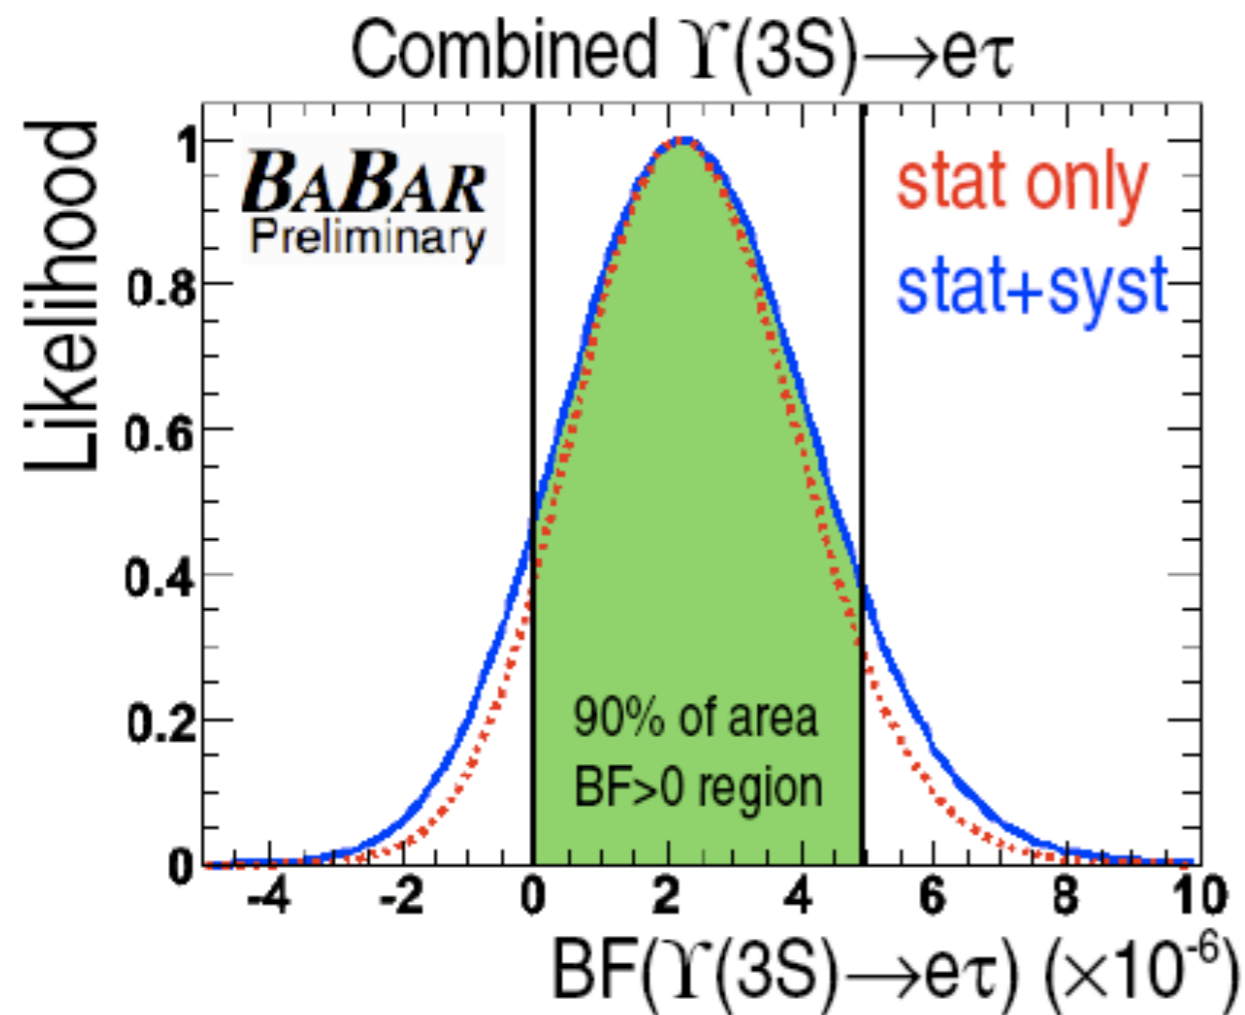 Combined ϒ(3S)→eτ
BABAR
Preliminary
stat only
stat+syst
Likelihood
1
0.8
0.6
0.4
0.2
0
90% of area
BF>0 region
-4 -2 0 2 4 6 8 10
BF(ϒ(3S)→eτ) (×10⁻⁶)